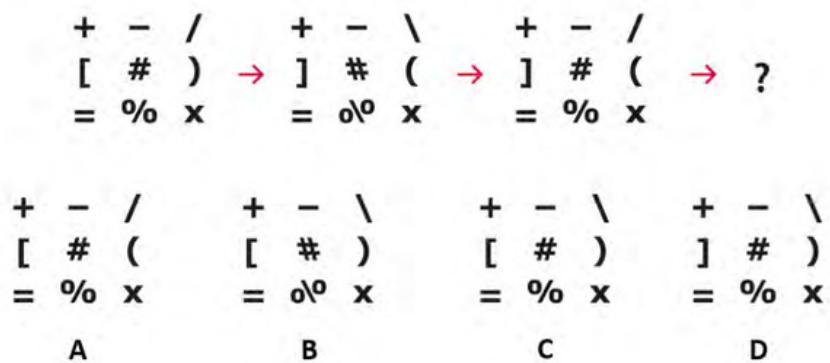 + − / + − \ + − /
[ # ) → ] # ( → ] # ( → ?
= % x = o\o x = % x
+ − / + − \ + − \ + − \
[ # ( [ # ) [ # ) ] # )
= % x = o\o x = % x = % x
A B C D